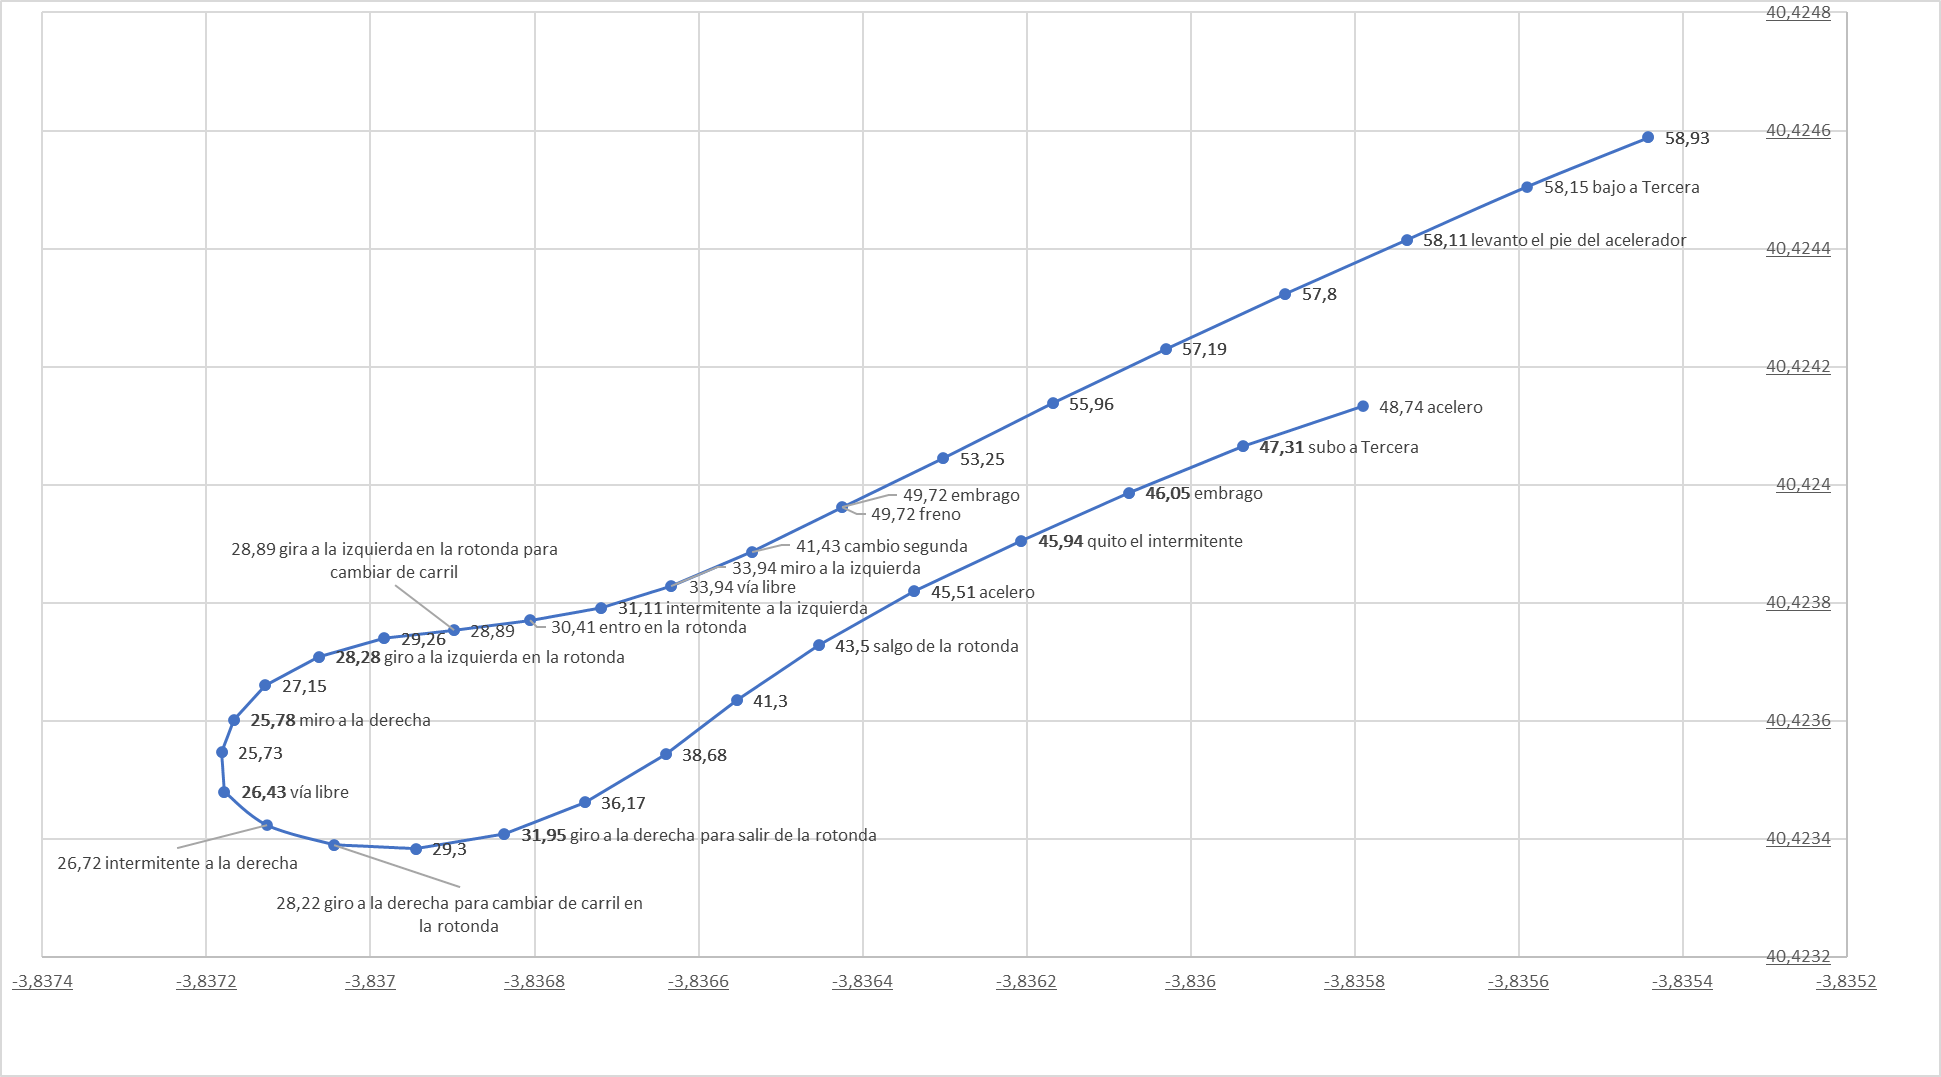 40,4248
40,4246
58,93
58,15 bajo a Tercera
40,4244
58,11 levanto el pie del acelerador
57,8
57,19
40,4242
55,96
48,74 acelero
47,31 subo a Tercera
53,25
40,424
46,05 embrago
49,72 embrago
49,72 freno
45,94 quito el intermitente
41,43 cambio segunda
28,89 gira a la izquierda en la rotonda para
cambiar de carril
33,94 miro a la izquierda
33,94 vía libre
45,51 acelero
40,4238
31,11 intermitente a la izquierda
30,41 entro en la rotonda
28,89
29,26
43,5 salgo de la rotonda
28,28 giro a la izquierda en la rotonda
27,15
41,3
40,4236
25,78 miro a la derecha
25,73
38,68
26,43 vía libre
36,17
31,95 giro a la derecha para salir de la rotonda
40,4234
29,3
26,72 intermitente a la derecha
28,22 giro a la derecha para cambiar de carril en
la rotonda
40,4232
-3,8374 -3,8372 -3,837 -3,8368 -3,8366 -3,8364 -3,8362 -3,836 -3,8358 -3,8356 -3,8354 -3,8352